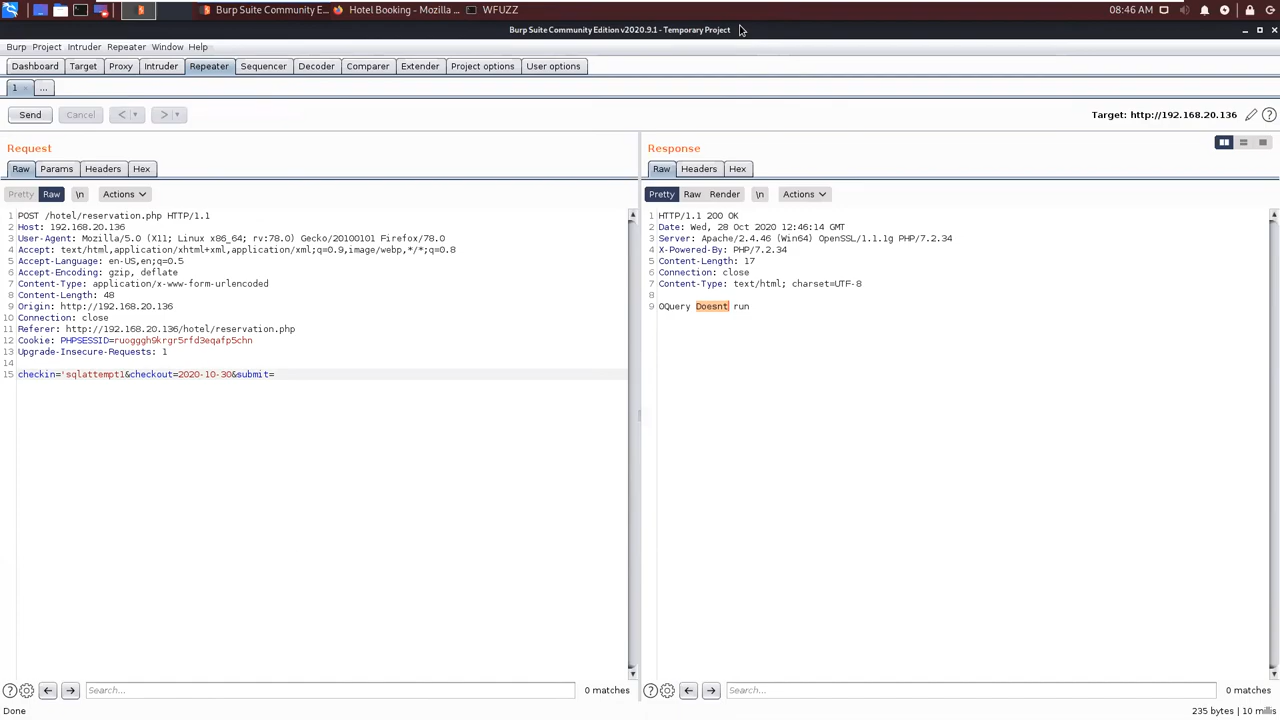 Burp Suite Community E...
Hotel Booking - Mozilla ...
WFUZZ
08:46 AM
Burp Suite Community Edition v2020.9.1 - Temporary Project
Burp Project Intruder Repeater Window Help
Dashboard Target Proxy Intruder Repeater Sequencer Decoder Comparer Extender Project options User options
1 × ...
Send Cancel < > Target: http://192.168.20.136
Request
Raw Params Headers Hex
Pretty Raw \n Actions
1 POST /hotel/reservation.php HTTP/1.1
2 Host: 192.168.20.136
3 User-Agent: Mozilla/5.0 (X11; Linux x86_64; rv:78.0) Gecko/20100101 Firefox/78.0
4 Accept: text/html,application/xhtml+xml,application/xml;q=0.9,image/webp,*/*;q=0.8
5 Accept-Language: en-US,en;q=0.5
6 Accept-Encoding: gzip, deflate
7 Content-Type: application/x-www-form-urlencoded
8 Content-Length: 48
9 Origin: http://192.168.20.136
10 Connection: close
11 Referer: http://192.168.20.136/hotel/reservation.php
12 Cookie: PHPSESSID=ruogggh9krgr5rfd3eqafp5chn
13 Upgrade-Insecure-Requests: 1
14
15 checkin='sqlattempt1&checkout=2020-10-30&submit=
Search... 0 matches
Response
Raw Headers Hex
Pretty Raw Render \n Actions
1 HTTP/1.1 200 OK
2 Date: Wed, 28 Oct 2020 12:46:14 GMT
3 Server: Apache/2.4.46 (Win64) OpenSSL/1.1.1g PHP/7.2.34
4 X-Powered-By: PHP/7.2.34
5 Content-Length: 17
6 Connection: close
7 Content-Type: text/html; charset=UTF-8
8
9 OQuery Doesnt run
Search... 0 matches
Done 235 bytes | 10 millis